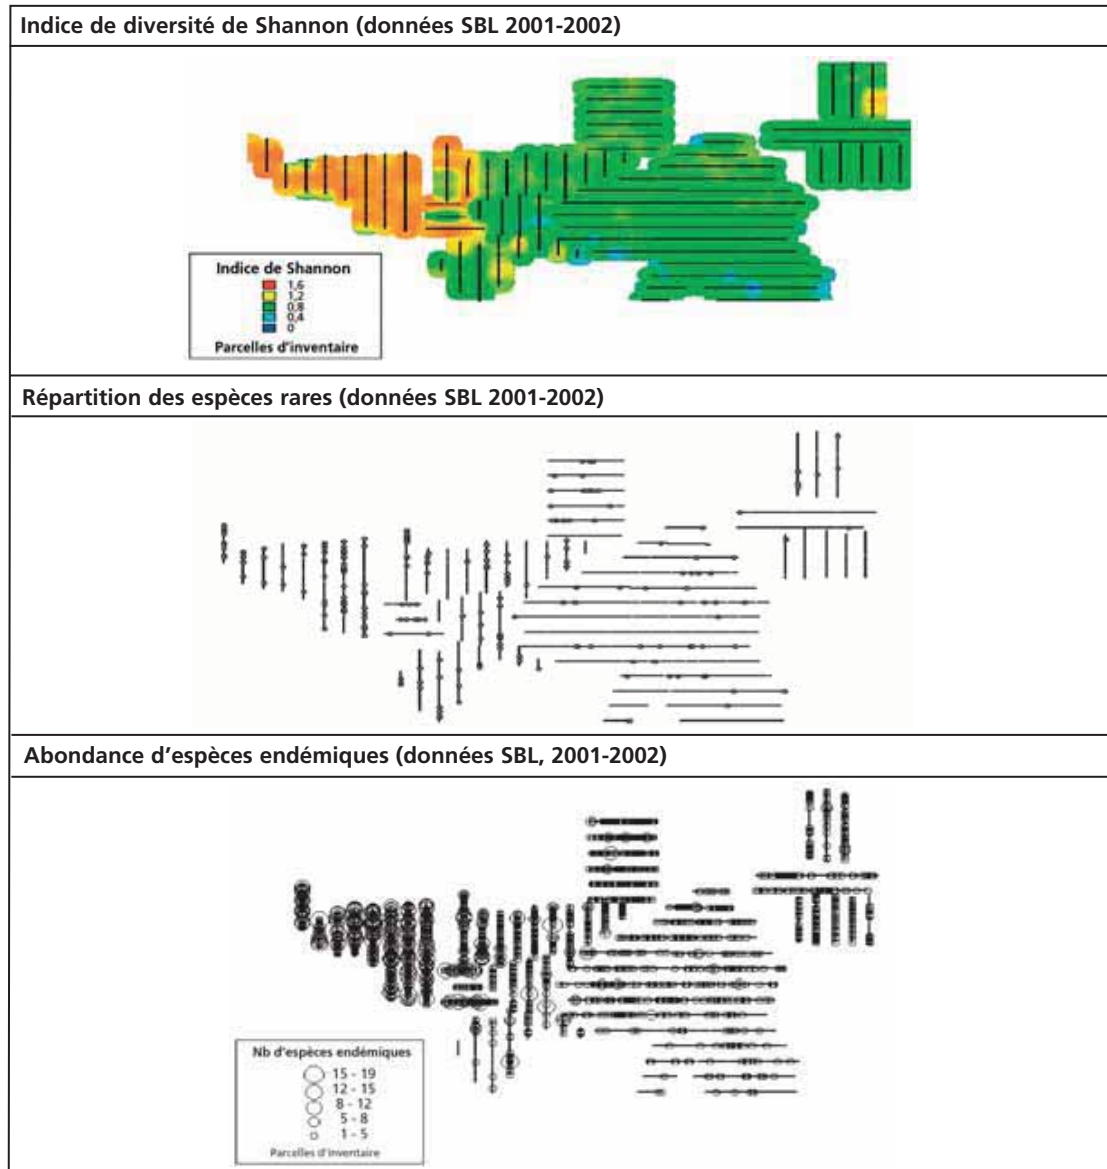 Indice de diversité de Shannon (données SBL 2001-2002)
Indice de Shannon
1,6
1,2
0,8
0,4
0
Parcelles d'inventaire
Répartition des espèces rares (données SBL 2001-2002)
Abondance d'espèces endémiques (données SBL, 2001-2002)
Nb d'espèces endémiques
15 - 19
12 - 15
8 - 12
5 - 8
1 - 5
Parcelles d'inventaire